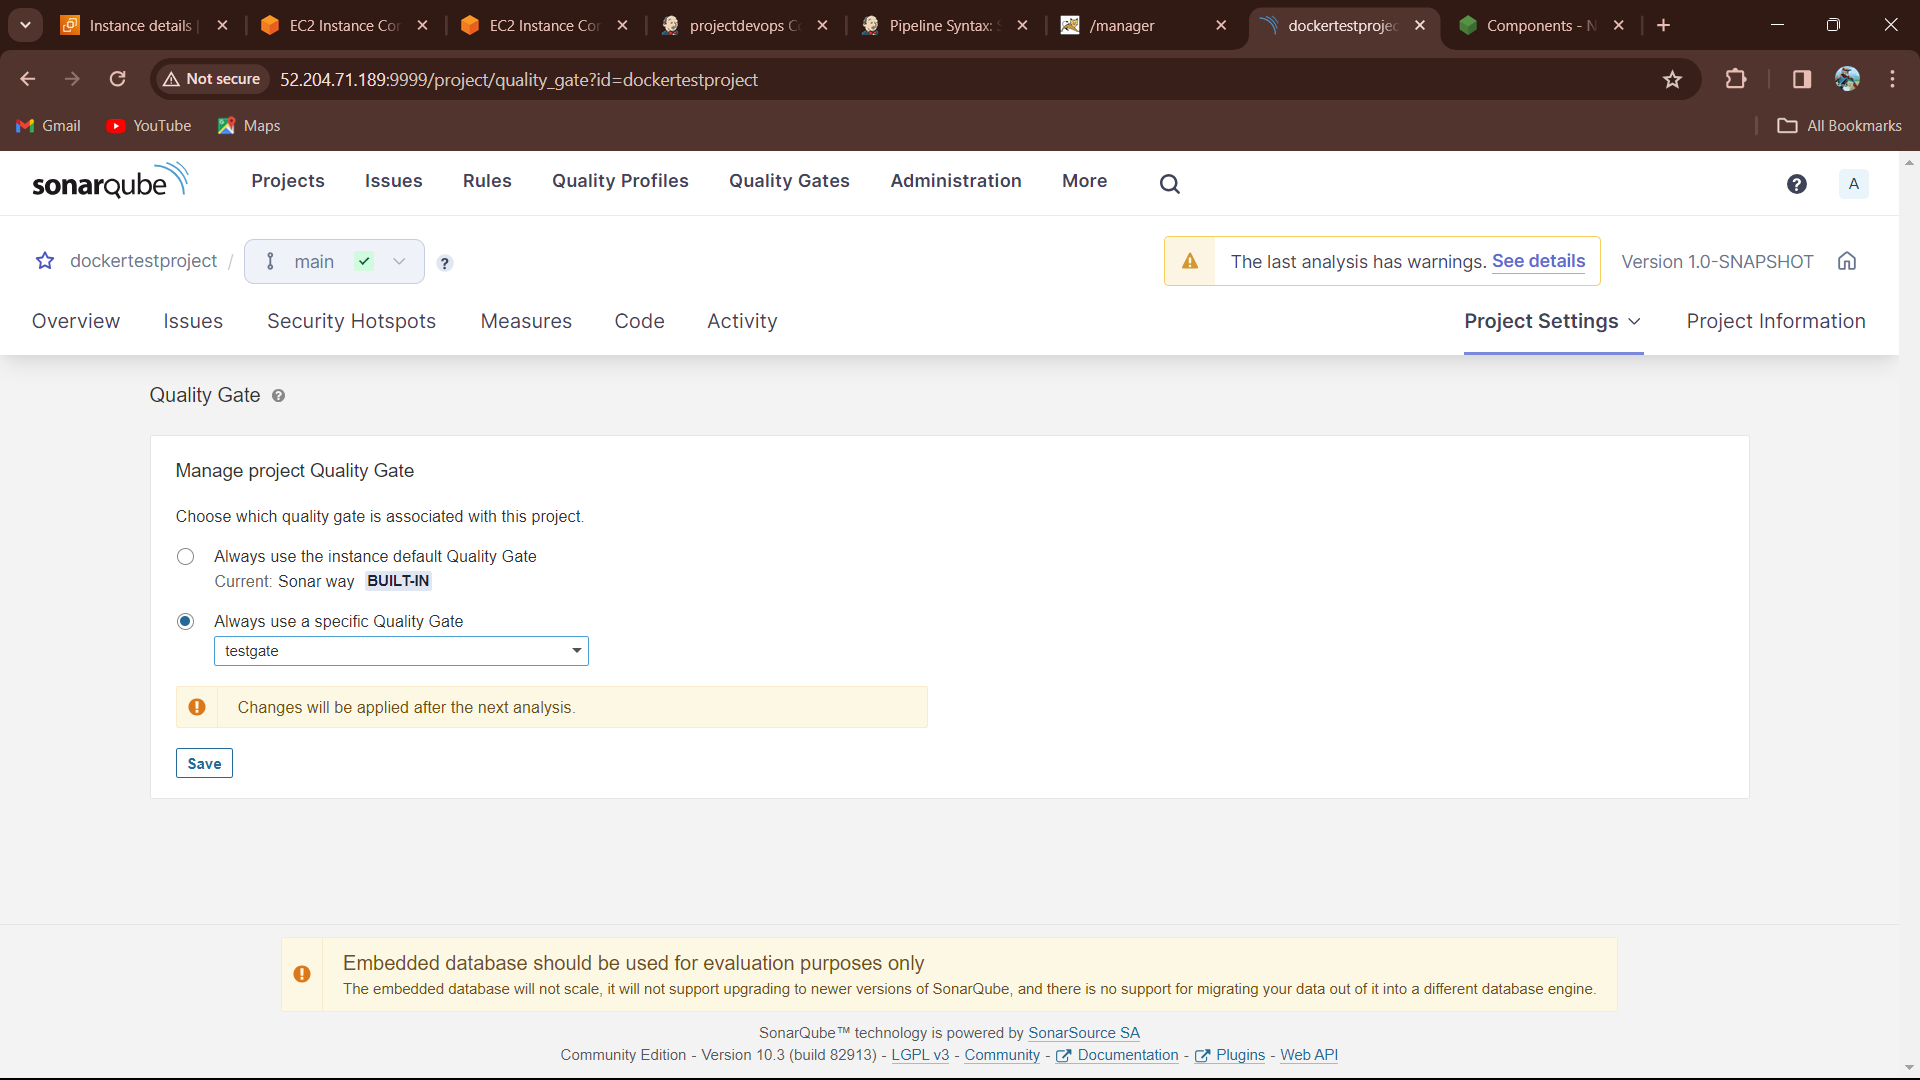 Instance details
EC2 Instance Con
EC2 Instance Con
projectdevops Co
Pipeline Syntax: S
/manager
dockertestprojec
Components - N
Not secure
52.204.71.189:9999/project/quality_gate?id=dockertestproject
Gmail
YouTube
Maps
All Bookmarks
sonarqube
Projects
Issues
Rules
Quality Profiles
Quality Gates
Administration
More
A
dockertestproject /
main
The last analysis has warnings. See details
Version 1.0-SNAPSHOT
Overview
Issues
Security Hotspots
Measures
Code
Activity
Project Settings
Project Information
Quality Gate
Manage project Quality Gate
Choose which quality gate is associated with this project.
Always use the instance default Quality Gate
Current: Sonar way BUILT-IN
Always use a specific Quality Gate
testgate
Changes will be applied after the next analysis.
Save
Embedded database should be used for evaluation purposes only
The embedded database will not scale, it will not support upgrading to newer versions of SonarQube, and there is no support for migrating your data out of it into a different database engine.
SonarQube™ technology is powered by SonarSource SA
Community Edition - Version 10.3 (build 82913) - LGPL v3 - Community - Documentation - Plugins - Web API